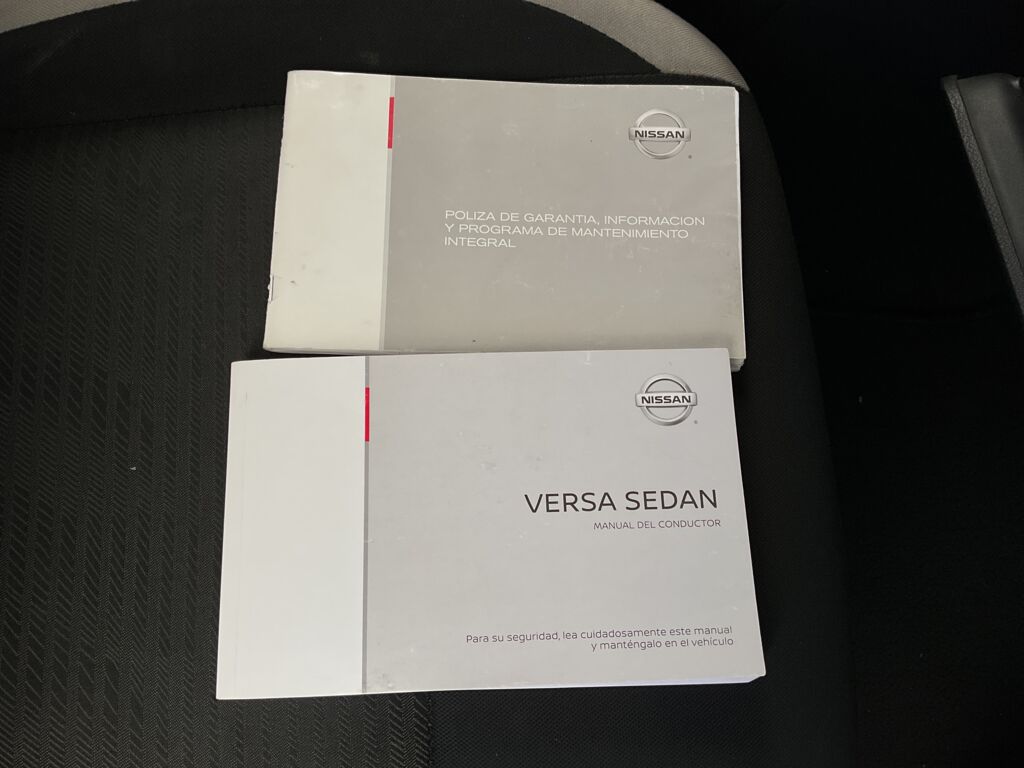 NISSAN
POLIZA DE GARANTIA, INFORMACION
Y PROGRAMA DE MANTENIMIENTO
INTEGRAL
NISSAN
VERSA SEDAN
MANUAL DEL CONDUCTOR
Para su seguridad, lea cuidadosamente este manual
y manténgalo en el vehículo